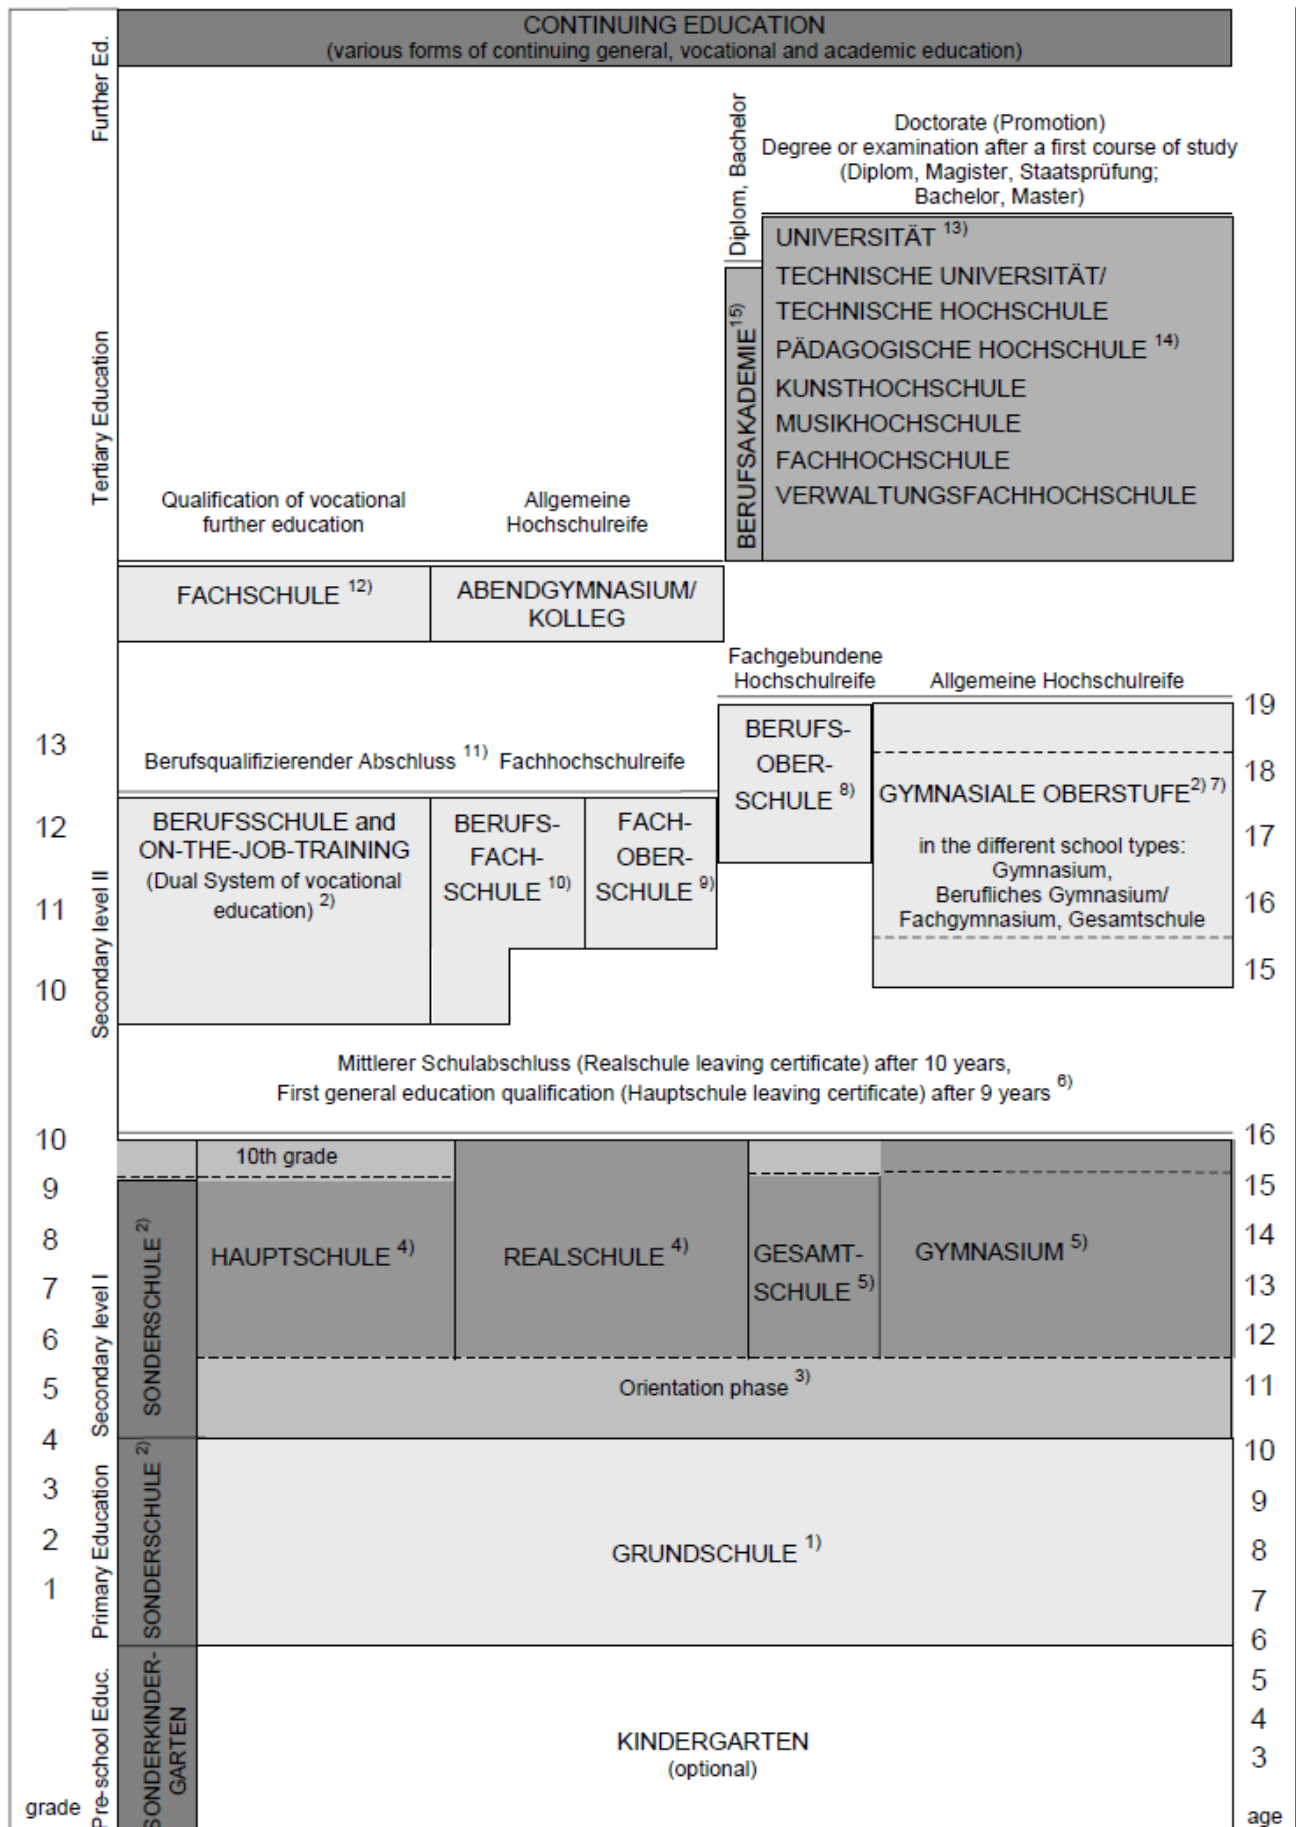 CONTINUING EDUCATION
(various forms of continuing general, vocational and academic education)
Further Ed.
Diplom, Bachelor
Doctorate (Promotion)
Degree or examination after a first course of study
(Diplom, Magister, Staatsprüfung;
Bachelor, Master)
Tertiary Education
BERUFSAKADEMIE 15)
UNIVERSITÄT 13)
TECHNISCHE UNIVERSITÄT/
TECHNISCHE HOCHSCHULE
PÄDAGOGISCHE HOCHSCHULE 14)
KUNSTHOCHSCHULE
MUSIKHOCHSCHULE
FACHHOCHSCHULE
VERWALTUNGSFACHHOCHSCHULE
Qualification of vocational
further education
Allgemeine
Hochschulreife
FACHSCHULE 12)
ABENDGYMNASIUM/
KOLLEG
Fachgebundene
Hochschulreife
Allgemeine Hochschulreife
13
12
11
10
Secondary level II
Berufsqualifizierender Abschluss 11)
Fachhochschulreife
BERUFSSCHULE and
ON-THE-JOB-TRAINING
(Dual System of vocational
education) 2)
BERUFS-
FACH-
SCHULE 10)
FACH-
OBER-
SCHULE 9)
BERUFS-
OBER-
SCHULE 8)
GYMNASIALE OBERSTUFE 2) 7)
in the different school types:
Gymnasium,
Berufliches Gymnasium/
Fachgymnasium, Gesamtschule
19
18
17
16
15
Mittlerer Schulabschluss (Realschule leaving certificate) after 10 years,
First general education qualification (Hauptschule leaving certificate) after 9 years 6)
10
9
8
7
6
5
4
3
2
1
Secondary level I
SONDERSCHULE 2)
10th grade
HAUPTSCHULE 4)
REALSCHULE 4)
GESAMT-
SCHULE 5)
GYMNASIUM 5)
Orientation phase 3)
Primary Education
SONDERSCHULE 2)
GRUNDSCHULE 1)
Pre-school Educ.
SONDERKINDER-
GARTEN
KINDERGARTEN
(optional)
16
15
14
13
12
11
10
9
8
7
6
5
4
3
grade
age